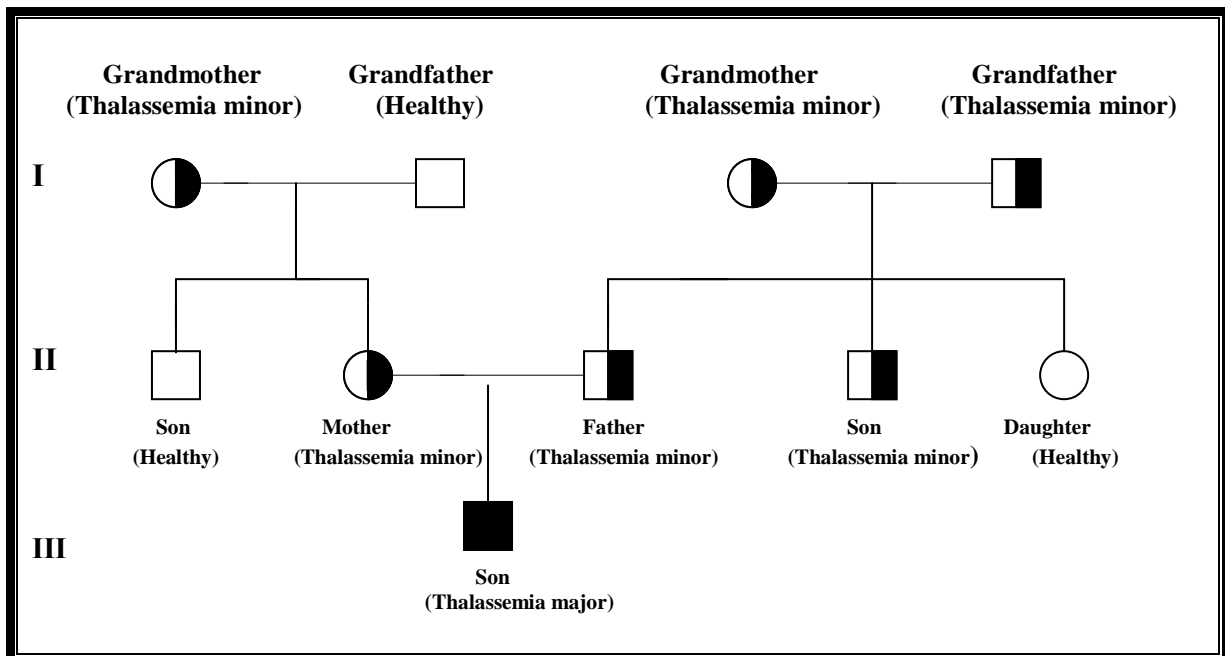 Grandmother
(Thalassemia minor)
Grandfather
(Healthy)
Grandmother
(Thalassemia minor)
Grandfather
(Thalassemia minor)
I
II
Son
(Healthy)
Mother
(Thalassemia minor)
Father
(Thalassemia minor)
Son
(Thalassemia minor)
Daughter
(Healthy)
III
Son
(Thalassemia major)